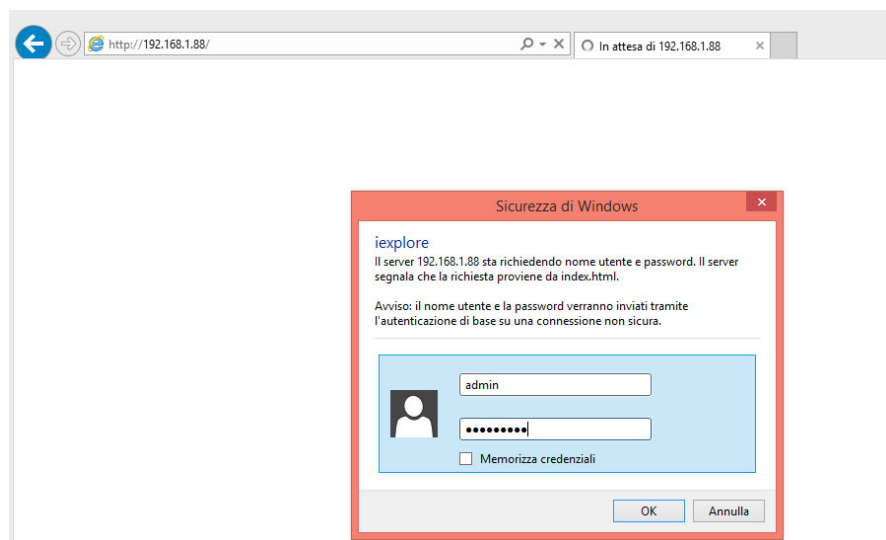 http://192.168.1.88/
In attesa di 192.168.1.88
Sicurezza di Windows
iexplore
Il server 192.168.1.88 sta richiedendo nome utente e password. Il server
segnala che la richiesta proviene da index.html.
Avviso: il nome utente e la password verranno inviati tramite
l'autenticazione di base su una connessione non sicura.
admin
•••••••••
Memorizza credenziali
OK
Annulla